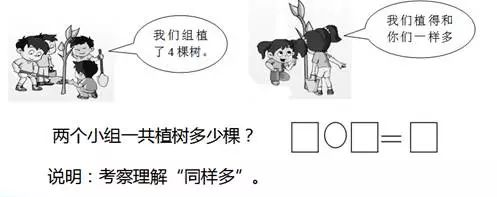 我们组植
了4棵树。
我们植得和
你们一样多
两个小组一共植树多少棵？ □○□=□
说明：考察理解“同样多”。